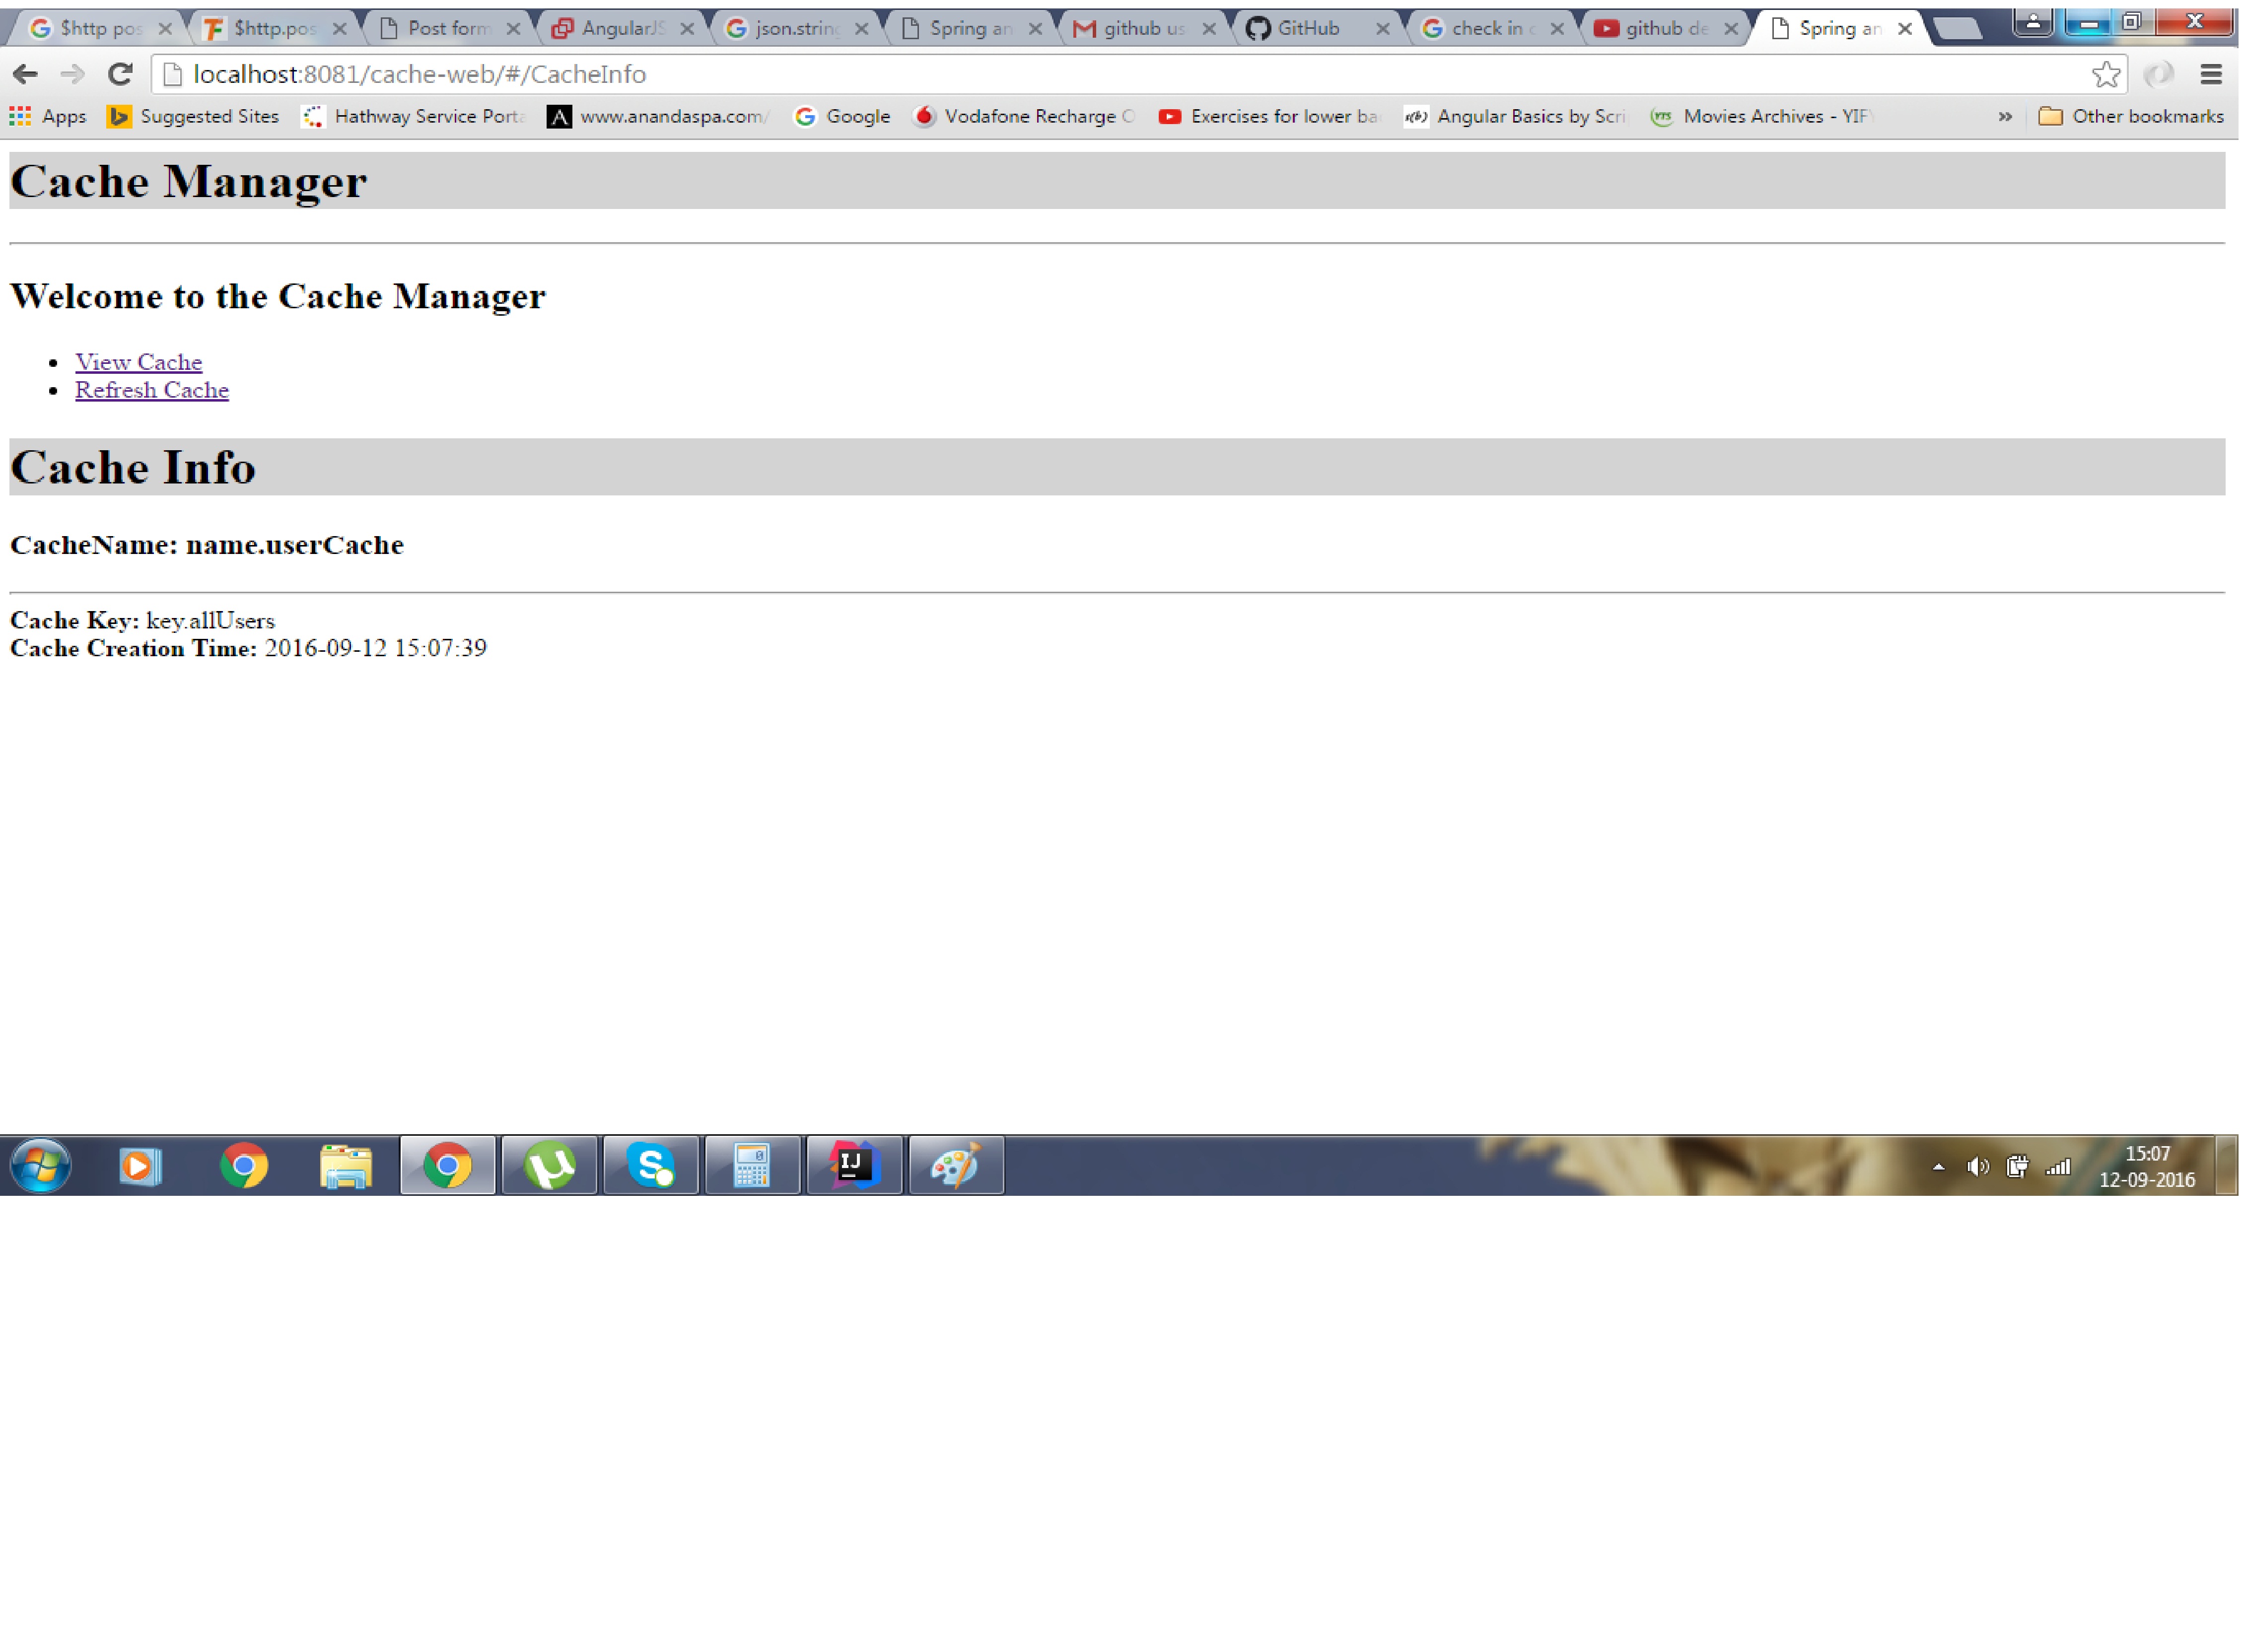 $http pos $http.pos Post form AngularJS json.string Spring an github us GitHub check in c github de Spring an
localhost:8081/cache-web/#/CacheInfo
Apps Suggested Sites Hathway Service Porta www.anandaspa.com/ Google Vodafone Recharge O Exercises for lower ba Angular Basics by Scri Movies Archives - YIFY » Other bookmarks
Cache Manager
Welcome to the Cache Manager
• View Cache
• Refresh Cache
Cache Info
CacheName: name.userCache
Cache Key: key.allUsers
Cache Creation Time: 2016-09-12 15:07:39
15:07
12-09-2016